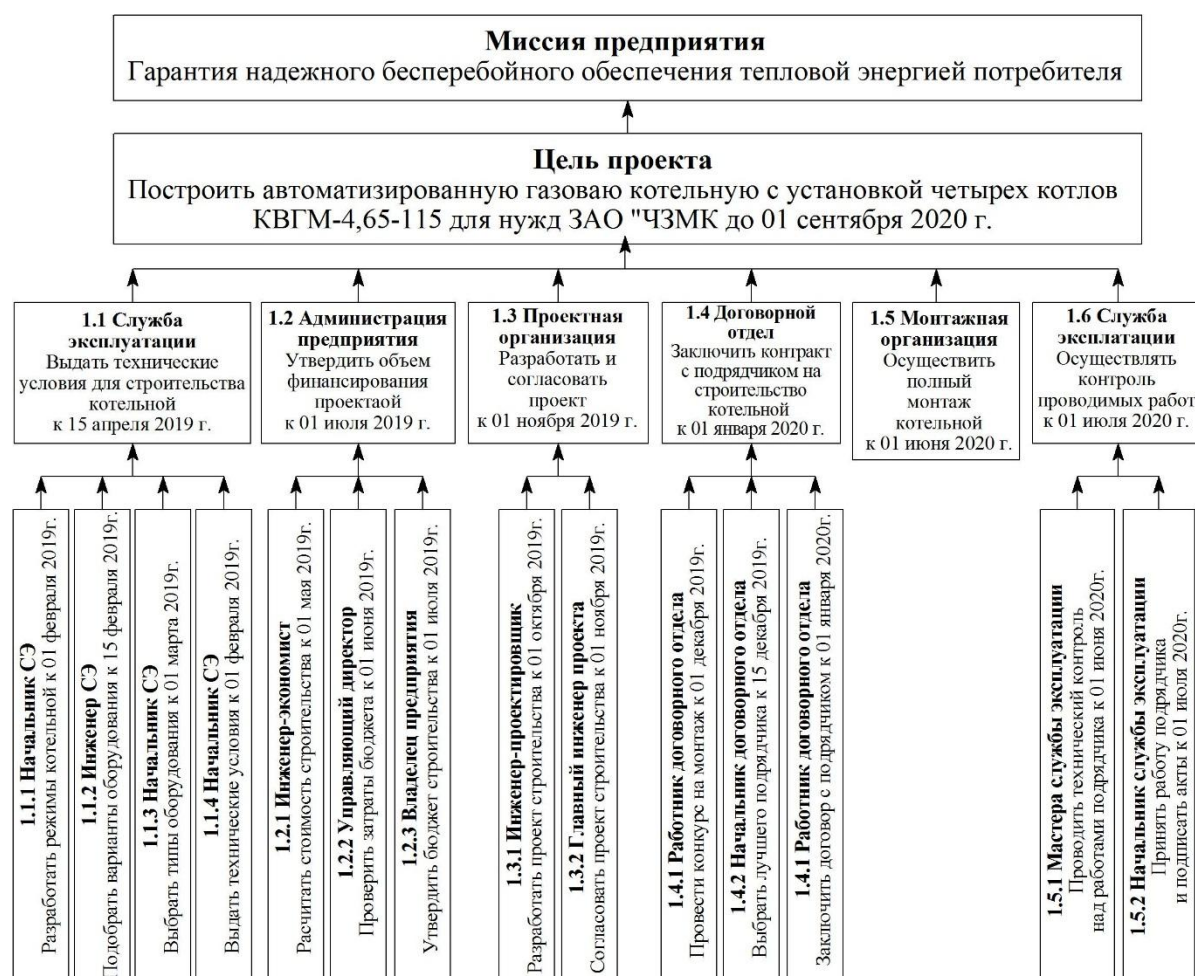 Миссия предприятия
Гарантия надежного бесперебойного обеспечения тепловой энергией потребителя
Цель проекта
Построить автоматизированную газоваю котельную с установкой четырех котлов
КВГМ-4,65-115 для нужд ЗАО "ЧЗМК до 01 сентября 2020 г.
1.1 Служба
эксплуатации
Выдать технические
условия для строительства
котельной
к 15 апреля 2019 г.
1.2 Администрация
предприятия
Утвердить объем
финансирования
проектаой
к 01 июля 2019 г.
1.3 Проектная
организация
Разработать и
согласовать
проект
к 01 ноября 2019 г.
1.4 Договорной
отдел
Заключить контракт
с подрядчиком на
строительство
котельной
к 01 января 2020 г.
1.5 Монтажная
организация
Осуществить
полный
монтаж
котельной
к 01 июня 2020 г.
1.6 Служба
эксплатации
Осуществлять
контроль
проводимых работ
к 01 июля 2020 г.
1.1.1 Начальник СЭ
Разработать режимы котельной к 01 февраля 2019г.
1.1.2 Инженер СЭ
Подобрать варианты оборудования к 15 февраля 2019г.
1.1.3 Начальник СЭ
Выбрать типы оборудования к 01 марта 2019г.
1.1.4 Начальник СЭ
Выдать технические условия к 01 февраля 2019г.
1.2.1 Инженер-экономист
Расчитать стоимость строительства к 01 мая 2019г.
1.2.2 Управляющий директор
Проверить затраты бюджета к 01 июня 2019г.
1.2.3 Владелец предприятия
Утвердить бюджет строительства к 01 июля 2019г.
1.3.1 Инженер-проектировщик
Разработать проект строительства к 01 октября 2019г.
1.3.2 Главный инженер проекта
Согласовать проект строительства к 01 ноября 2019г.
1.4.1 Работник договорного отдела
Провести конкурс на монтаж к 01 декабря 2019г.
1.4.2 Начальник договорного отдела
Выбрать лучшего подрядчика к 15 декабря 2019г.
1.4.1 Работник договорного отдела
Заключить договор с подрядчиком к 01 января 2020г.
1.5.1 Мастера службы эксплуатации
Проводить технический контроль
над работами подрядчика к 01 июня 2020г.
1.5.2 Начальник службы эксплуатации
Принять работу подрядчика
и подписать акты к 01 июля 2020г.